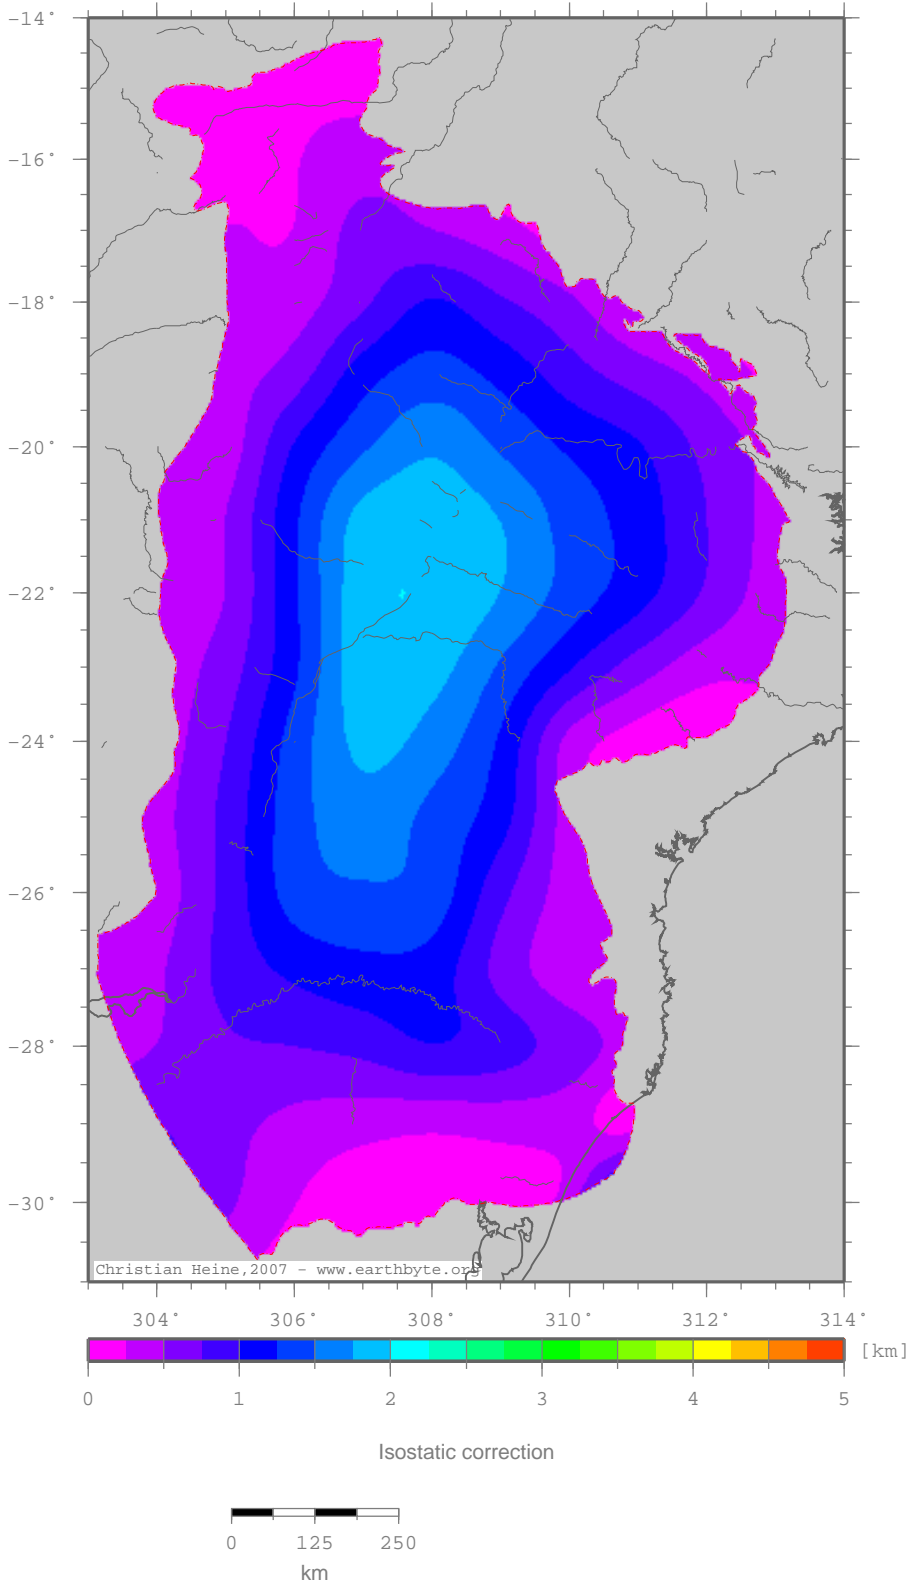 −14°
−16°
−18°
−20°
−22°
−24°
−26°
−28°
−30°
Christian Heine,2007 − www.earthbyte.org
304° 306° 308° 310° 312° 314°
[km]
0 1 2 3 4 5
Isostatic correction
0 125 250
km